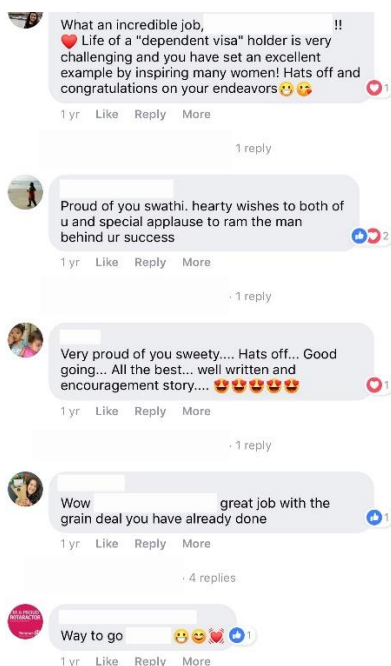 What an incredible job, !!
❤️ Life of a "dependent visa" holder is very
challenging and you have set an excellent
example by inspiring many women! Hats off and
congratulations on your endeavors😬😘
1
1 yr Like Reply More
1 reply
Proud of you swathi. hearty wishes to both of
u and special applause to ram the man
behind ur success
2
1 yr Like Reply More
· 1 reply
Very proud of you sweety.... Hats off... Good
going... All the best... well written and
encouragement story.... 😍😍😍😍😍
1
1 yr Like Reply More
· 1 reply
Wow great job with the
grain deal you have already done
1
1 yr Like Reply More
· 4 replies
ROTARACTOR
Way to go 😬😊💓 1
1 yr Like Reply More